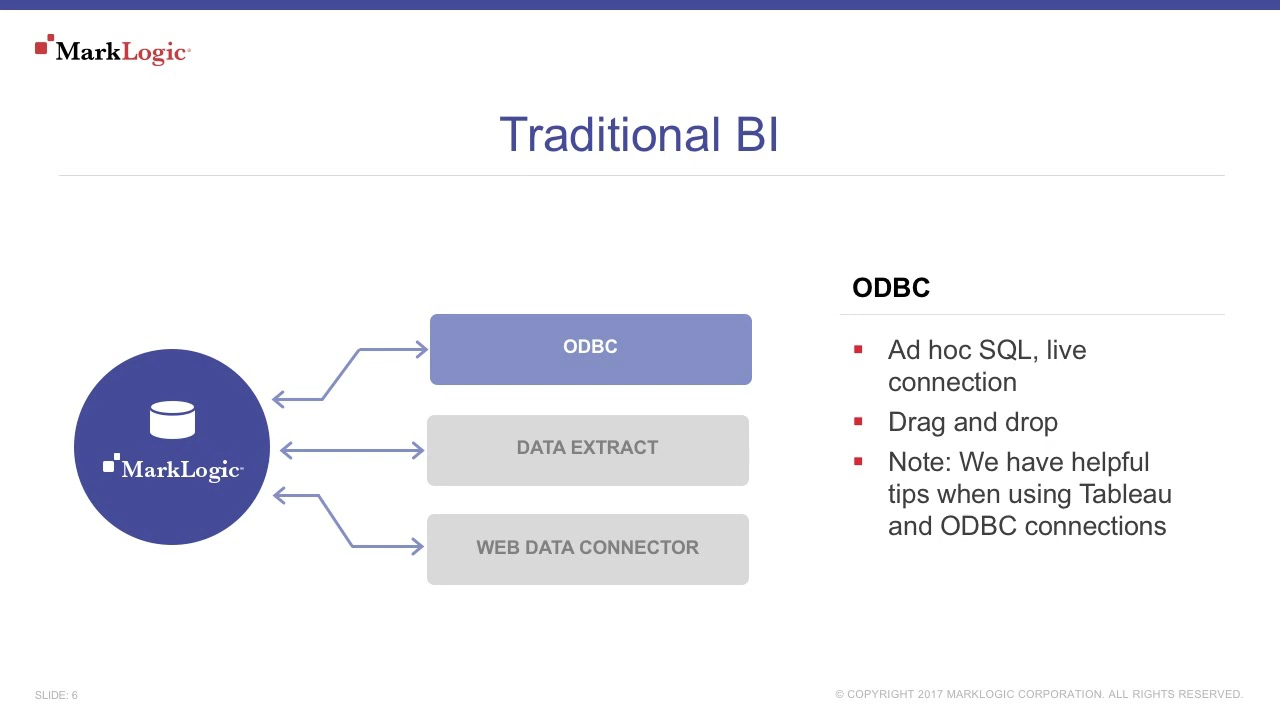 MarkLogic
Traditional BI
MarkLogic
ODBC
DATA EXTRACT
WEB DATA CONNECTOR
ODBC
Ad hoc SQL, live
connection
Drag and drop
Note: We have helpful
tips when using Tableau
and ODBC connections
SLIDE: 6
© COPYRIGHT 2017 MARKLOGIC CORPORATION. ALL RIGHTS RESERVED.